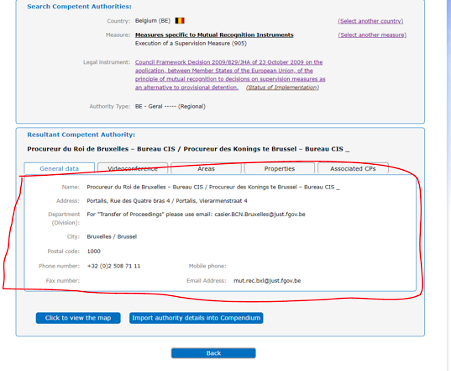 Search Competent Authorities:
Country: Belgium (BE) (Select another country)
Measure: Measures specific to Mutual Recognition Instruments (Select another measure)
Execution of a Supervision Measure (905)
Legal instrument: Council Framework Decision 2009/829/JHA of 23 October 2009 on the
application, between Member States of the European Union, of the
principle of mutual recognition to decisions on supervision measures as
an alternative to provisional detention. (Status of Implementation)
Authority Type: BE - Geral ----- (Regional)
Resultant Competent Authority:
Procureur du Roi de Bruxelles – Bureau CIS / Procureur des Konings te Brussel – Bureau CIS _
General data Videoconference Areas Properties Associated CPs
Name: Procureur du Roi de Bruxelles – Bureau CIS / Procureur des Konings te Brussel – Bureau CIS _
Address: Portalis, Rue des Quatre bras 4 / Portalis, Vierarmenstraat 4
Department (Division): For "Transfer of Proceedings" please use email: casier.BCN.Bruxelles@just.fgov.be
City: Bruxelles / Brussel
Postal code: 1000
Phone number: +32 (0)2 508 71 11 Mobile phone:
Fax number: Email Address: mut.rec.bxl@just.fgov.be
Click to view the map Import authority details into Compendium
Back